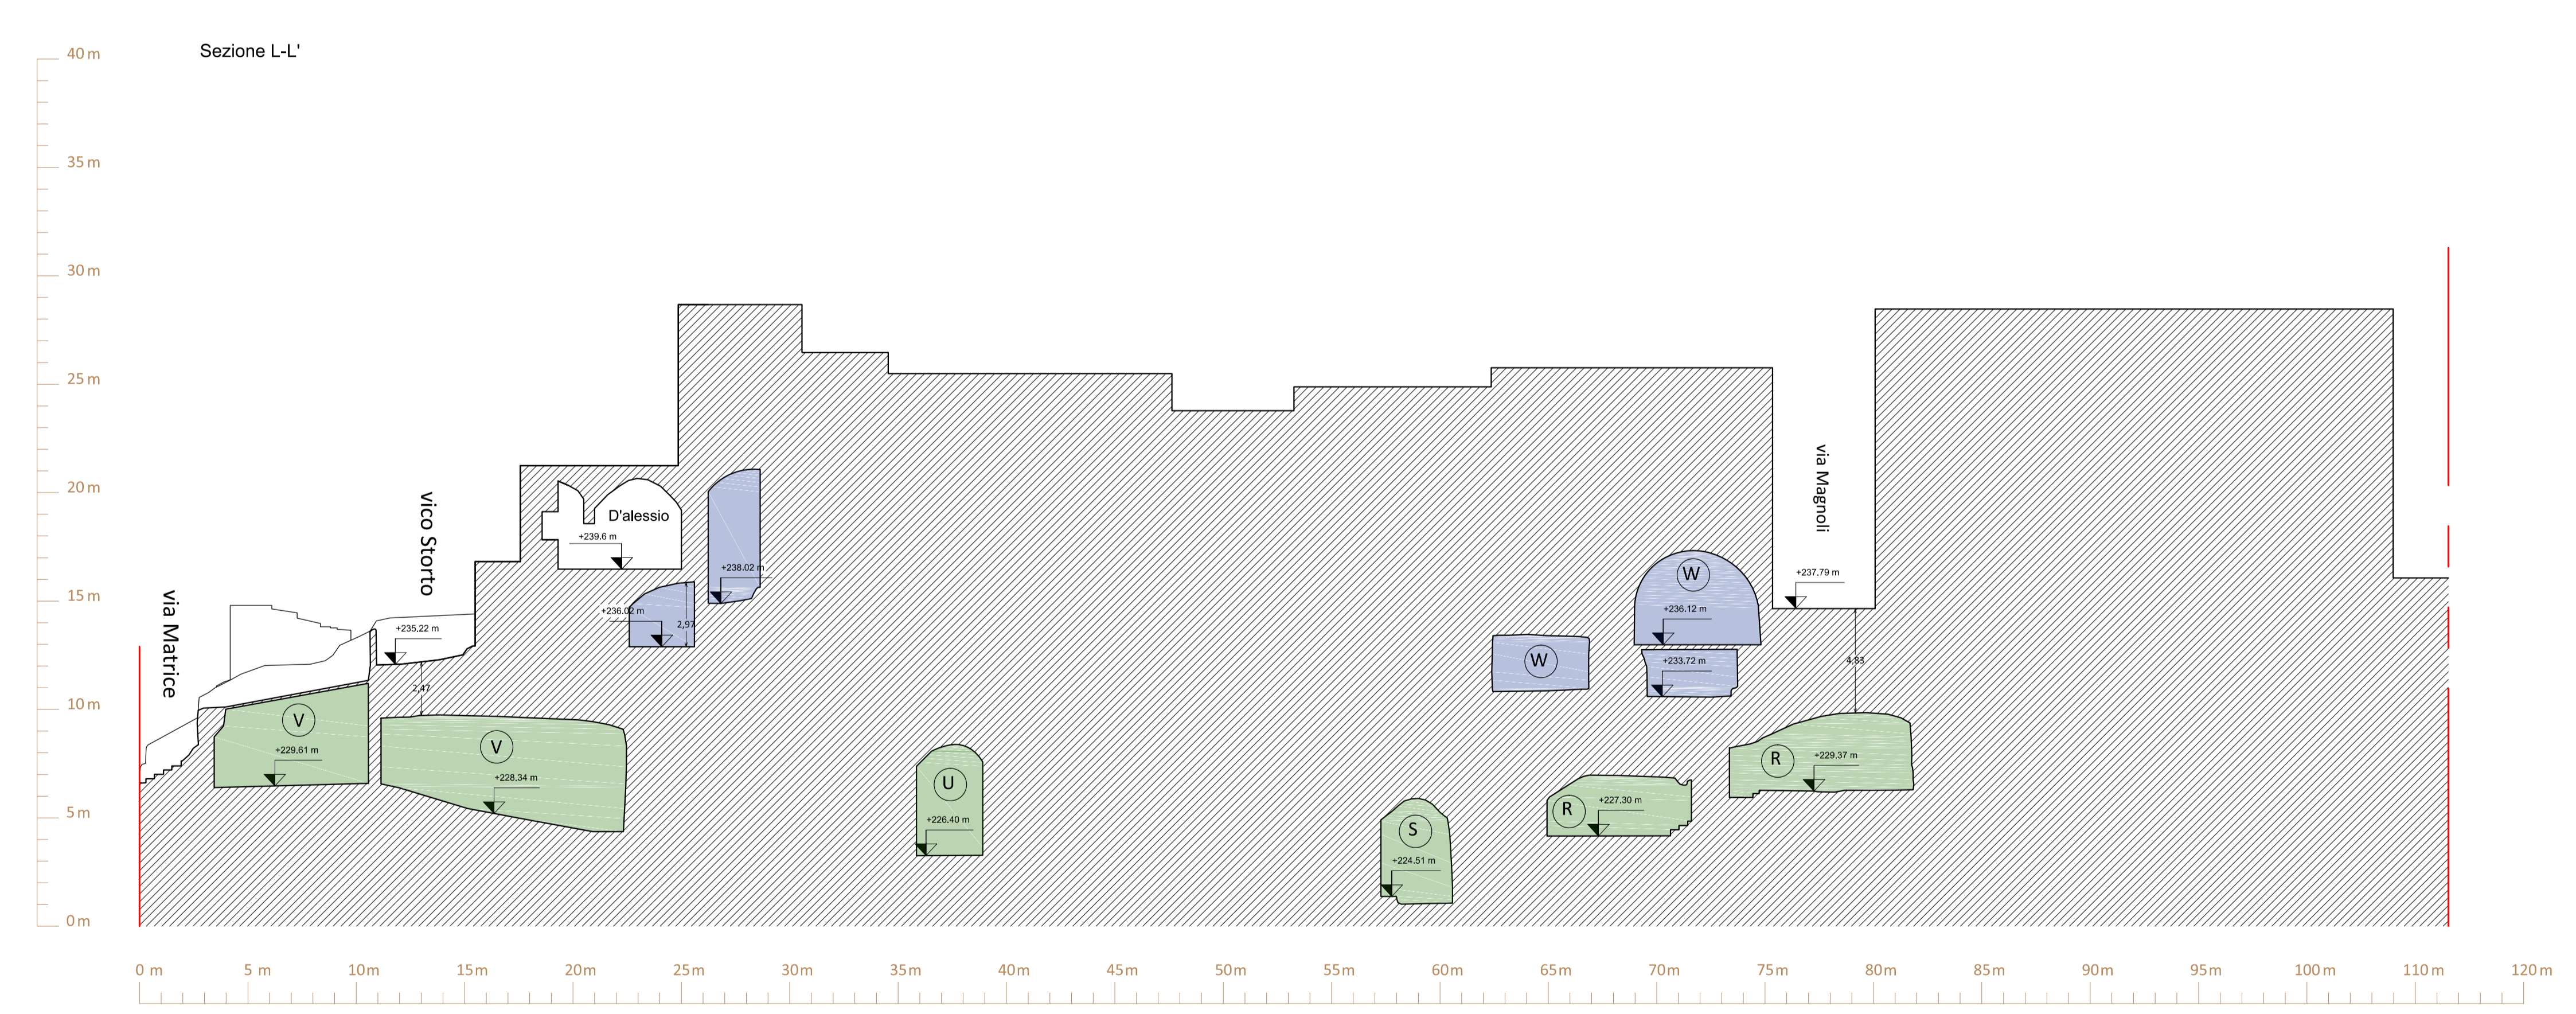 Sezione L-L'
40 m
35 m
30 m
25 m
20 m
15 m
10 m
5 m
0 m
via Matrice
vico Storto
via Magnoli
D'alessio
+239.6 m
+238.02 m
+236.02 m
2,97
+235.22 m
2,47
+237.79 m
4,83
W
+236.12 m
W
+233.72 m
V
+229.61 m
V
+228.34 m
U
+226.40 m
S
+224.51 m
R
+227.30 m
R
+229.37 m
0 m 5 m 10 m 15 m 20 m 25 m 30 m 35 m 40 m 45 m 50 m 55 m 60 m 65 m 70 m 75 m 80 m 85 m 90 m 95 m 100 m 110 m 120 m